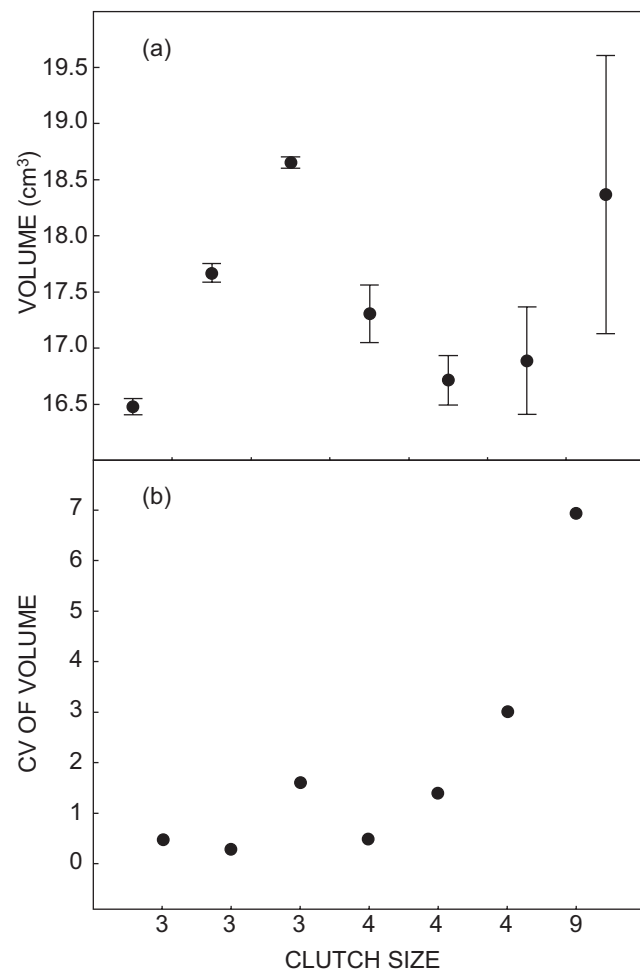 (a)
19.5
19.0
18.5
18.0
17.5
17.0
16.5
VOLUME (cm³)
(b)
7
6
5
4
3
2
1
0
CV OF VOLUME
3 3 3 4 4 4 9
CLUTCH SIZE